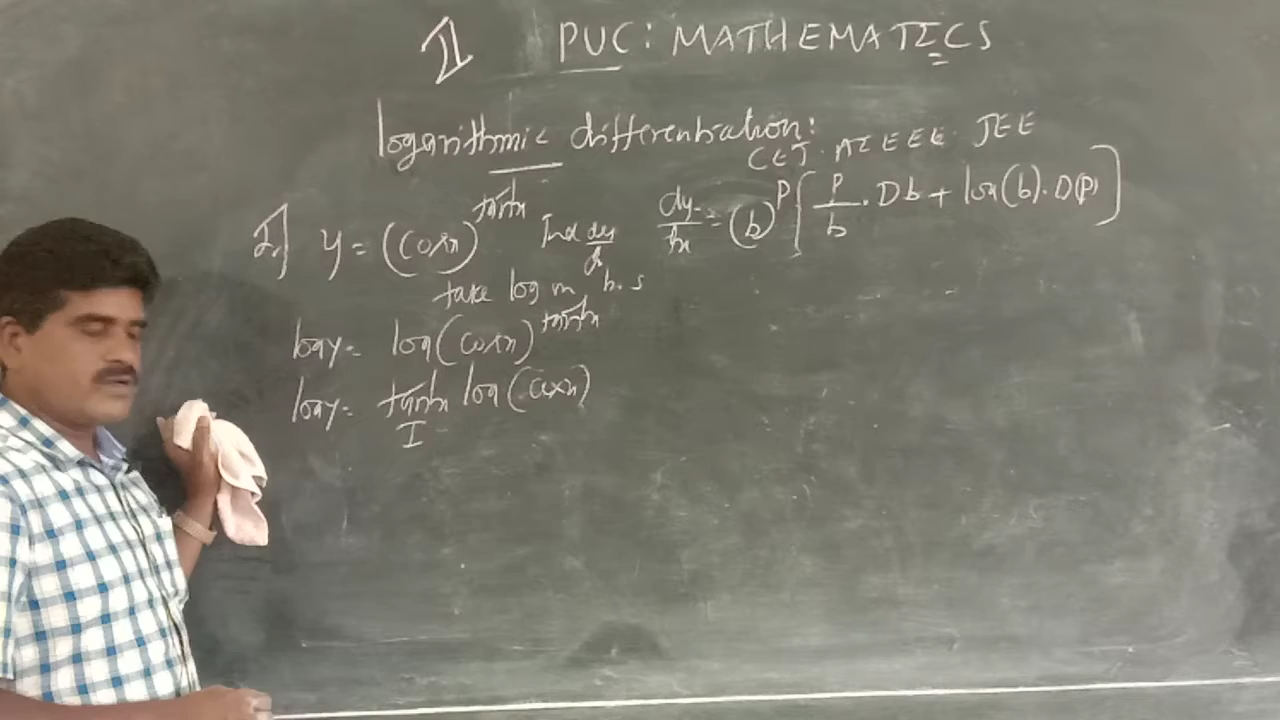 II PUC: MATHEMATICS
logarithmic differentiation:
CET. AIEEE. JEE
2] y = (cosx)^tanx Find dy/dx dy/dx = (b)^P [P/b . Db + log(b). D(P)]
take log on b.s
logy = log(cosx)^tanx
logy = tanx log(cosx)
I